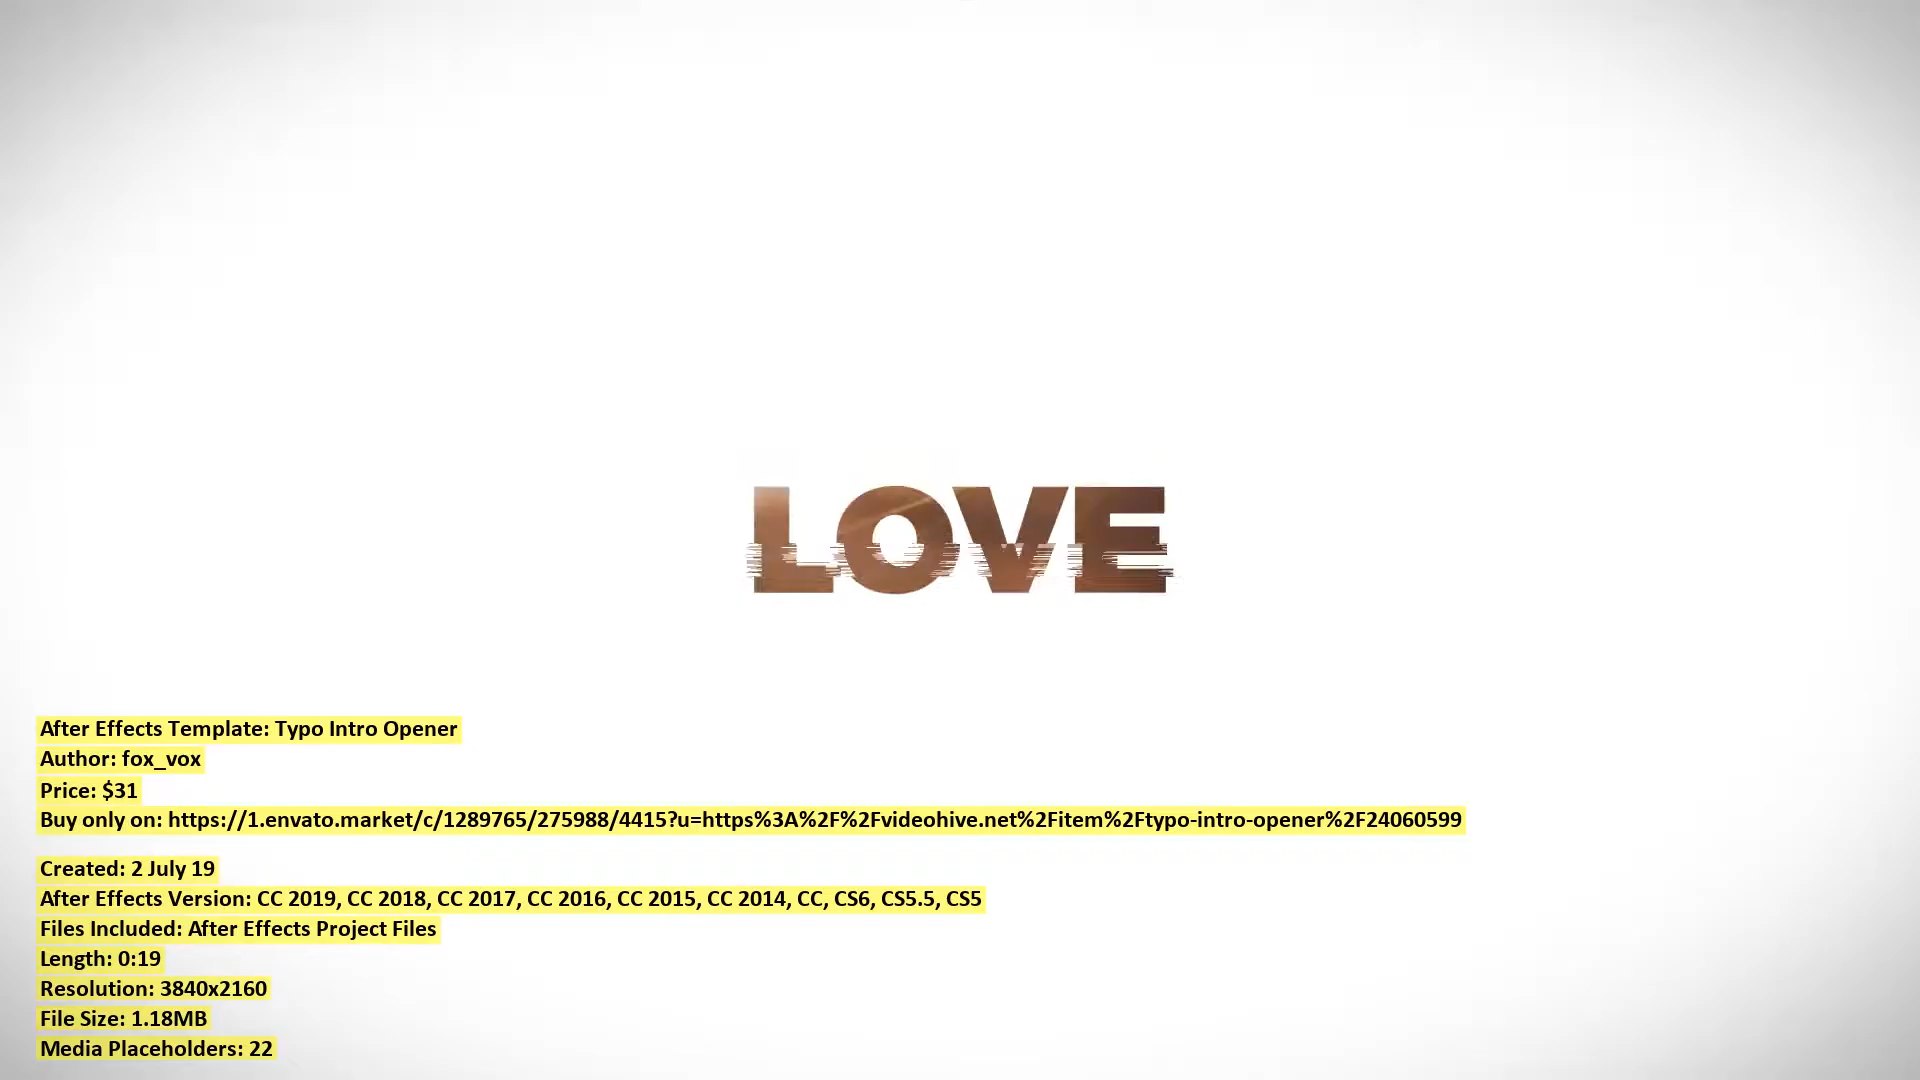 LOVE
After Effects Template: Typo Intro Opener
Author: fox_vox
Price: $31
Buy only on: https://1.envato.market/c/1289765/275988/4415?u=https%3A%2F%2Fvideohive.net%2Fitem%2Ftypo-intro-opener%2F24060599
Created: 2 July 19
After Effects Version: CC 2019, CC 2018, CC 2017, CC 2016, CC 2015, CC 2014, CC, CS6, CS5.5, CS5
Files Included: After Effects Project Files
Length: 0:19
Resolution: 3840x2160
File Size: 1.18MB
Media Placeholders: 22